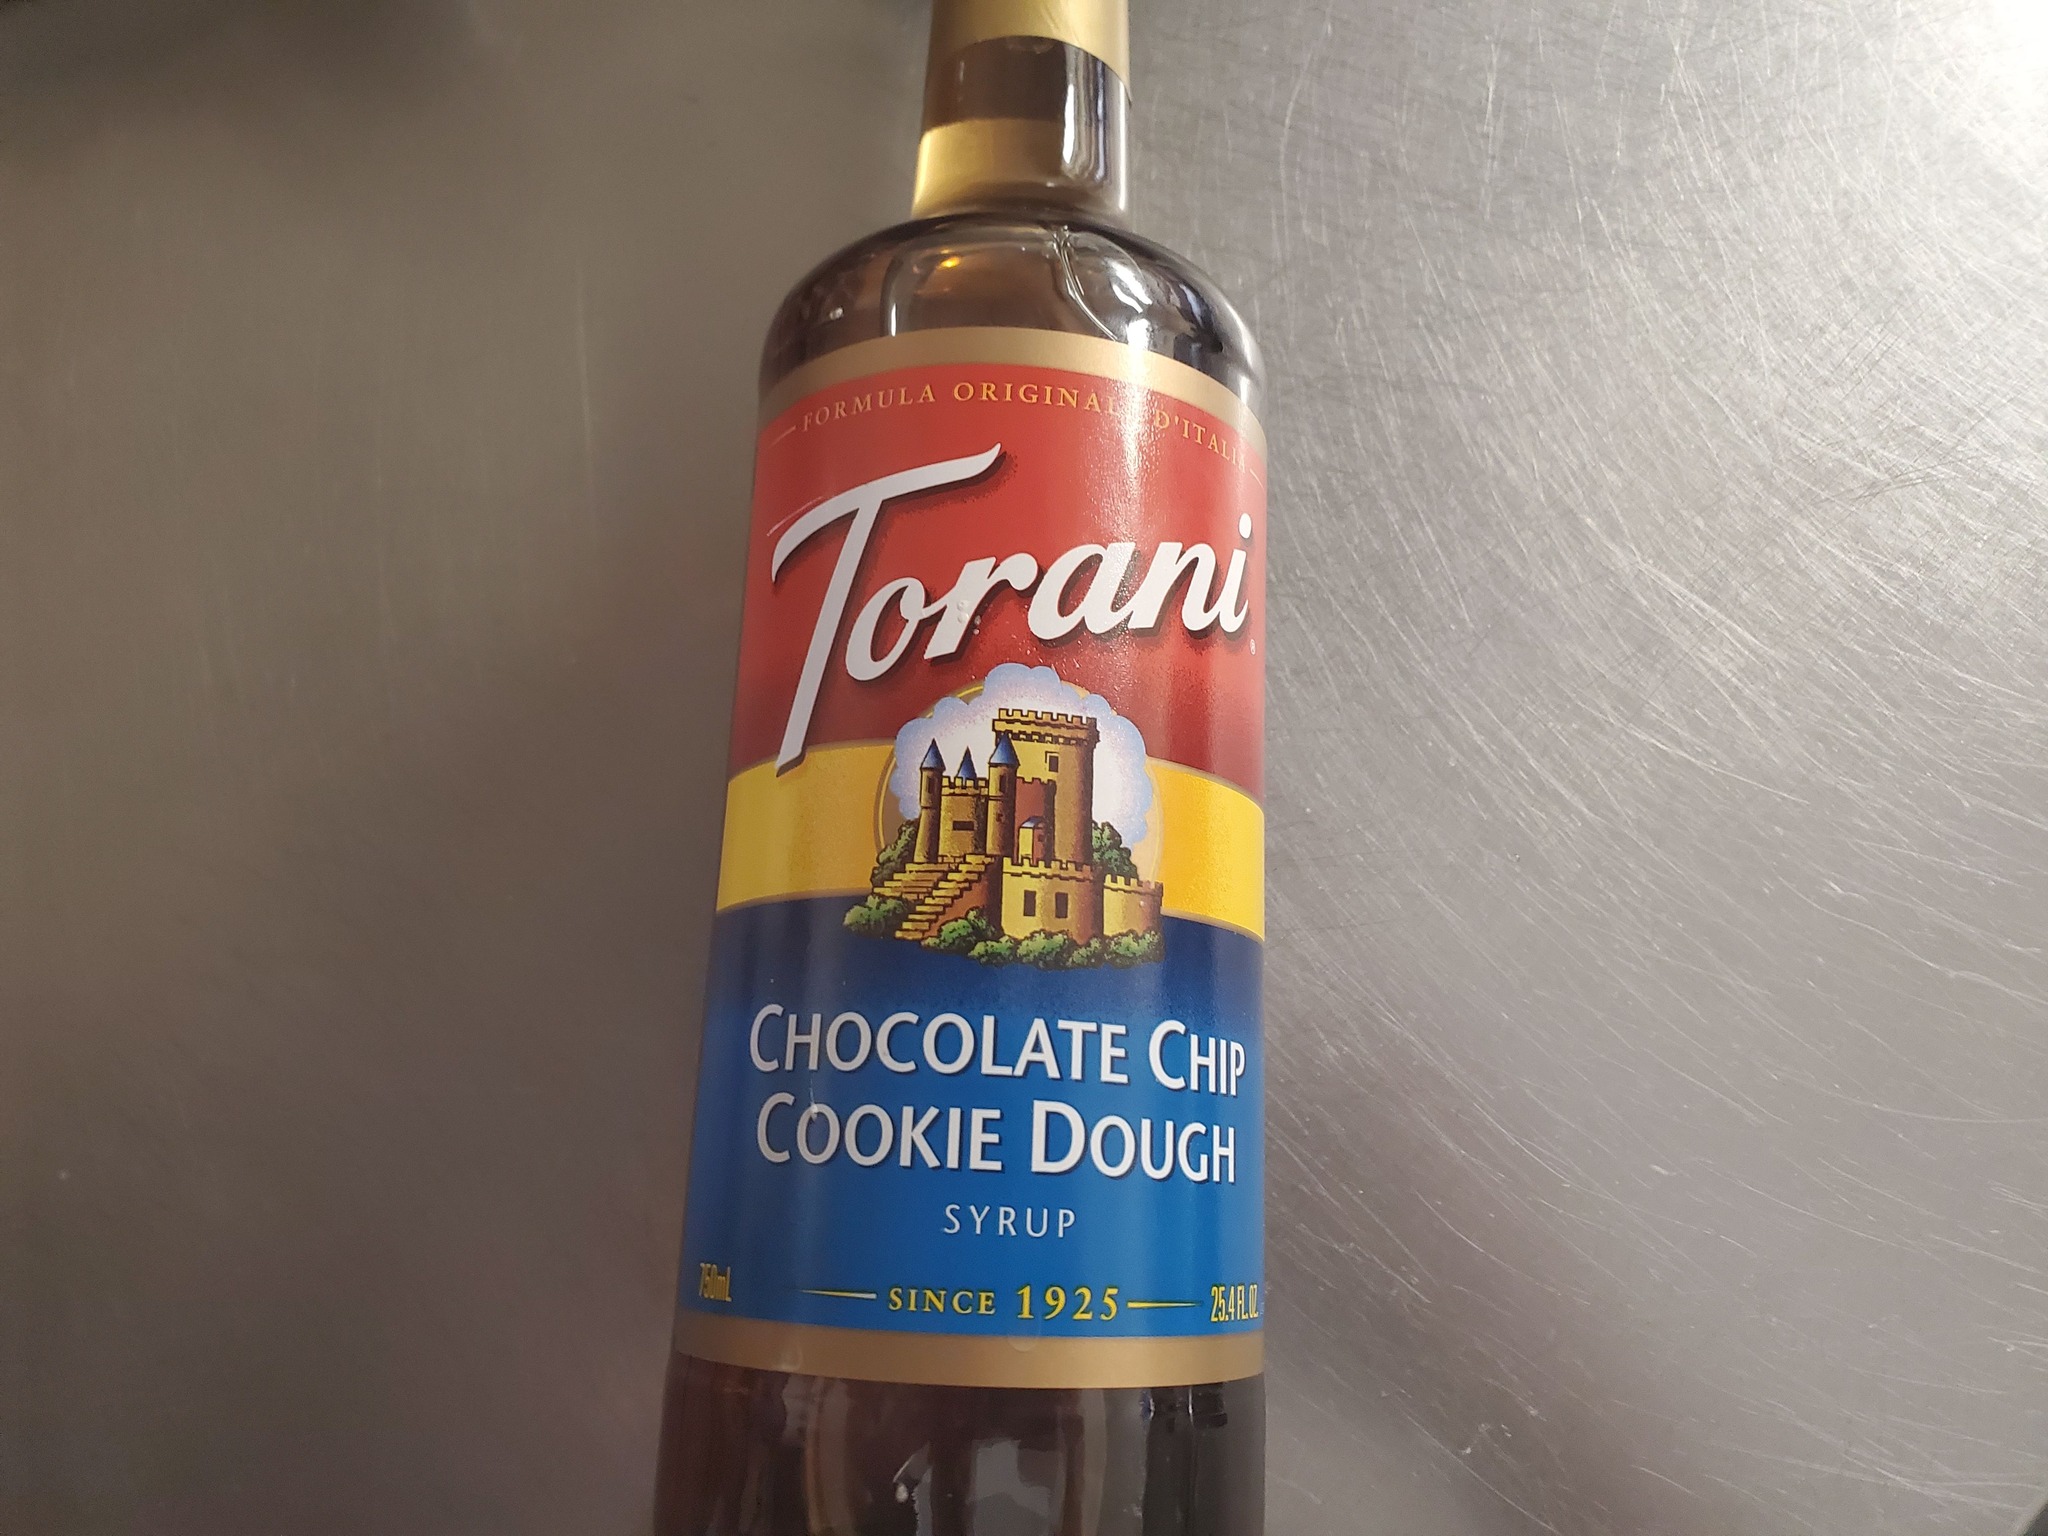 FORMULA ORIGINALE D'ITALIA
Torani®
CHOCOLATE CHIP
COOKIE DOUGH
SYRUP
750mL
SINCE 1925
25.4 FL. OZ.